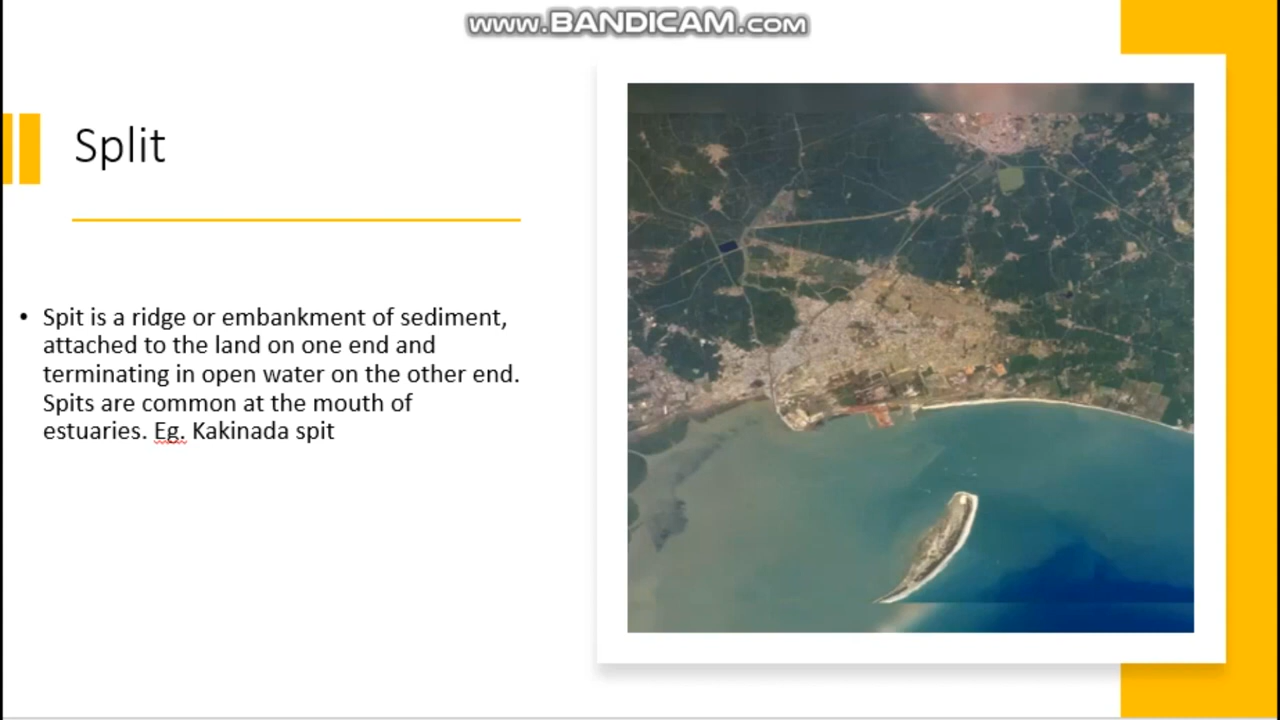 www.BANDICAM.com
Split
• Spit is a ridge or embankment of sediment,
attached to the land on one end and
terminating in open water on the other end.
Spits are common at the mouth of
estuaries. Eg. Kakinada spit